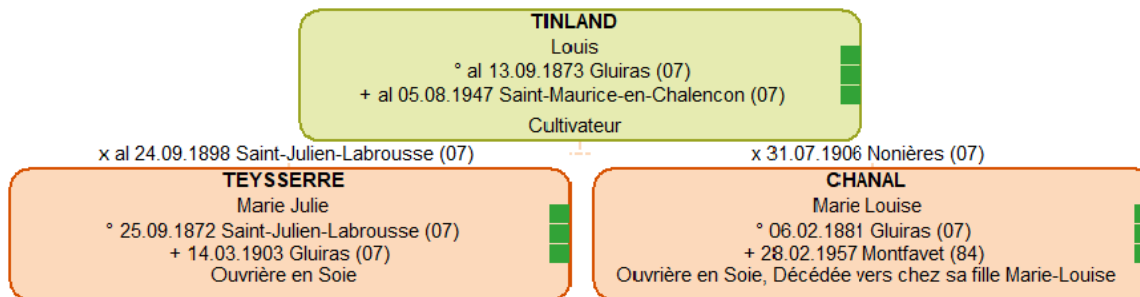 TINLAND
Louis
° al 13.09.1873 Gluiras (07)
+ al 05.08.1947 Saint-Maurice-en-Chalencon (07)
Cultivateur
x al 24.09.1898 Saint-Julien-Labrousse (07)
x 31.07.1906 Nonières (07)
TEYSSERRE
Marie Julie
° 25.09.1872 Saint-Julien-Labrousse (07)
+ 14.03.1903 Gluiras (07)
Ouvrière en Soie
CHANAL
Marie Louise
° 06.02.1881 Gluiras (07)
+ 28.02.1957 Montfavet (84)
Ouvrière en Soie, Décédée vers chez sa fille Marie-Louise